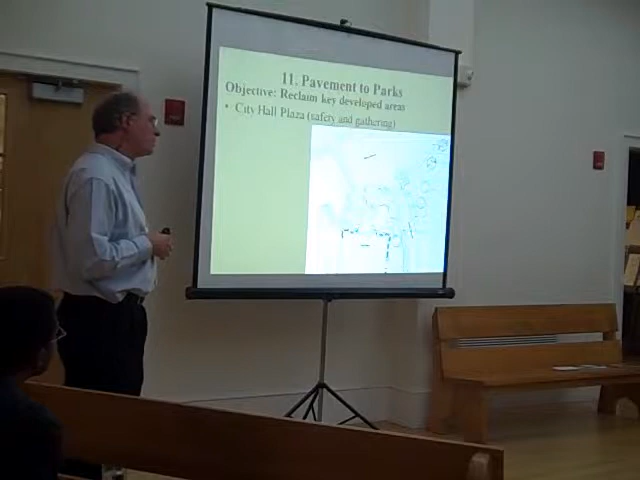 11. Pavement to Parks
Objective: Reclaim key developed areas
• City Hall Plaza (safety and gathering)